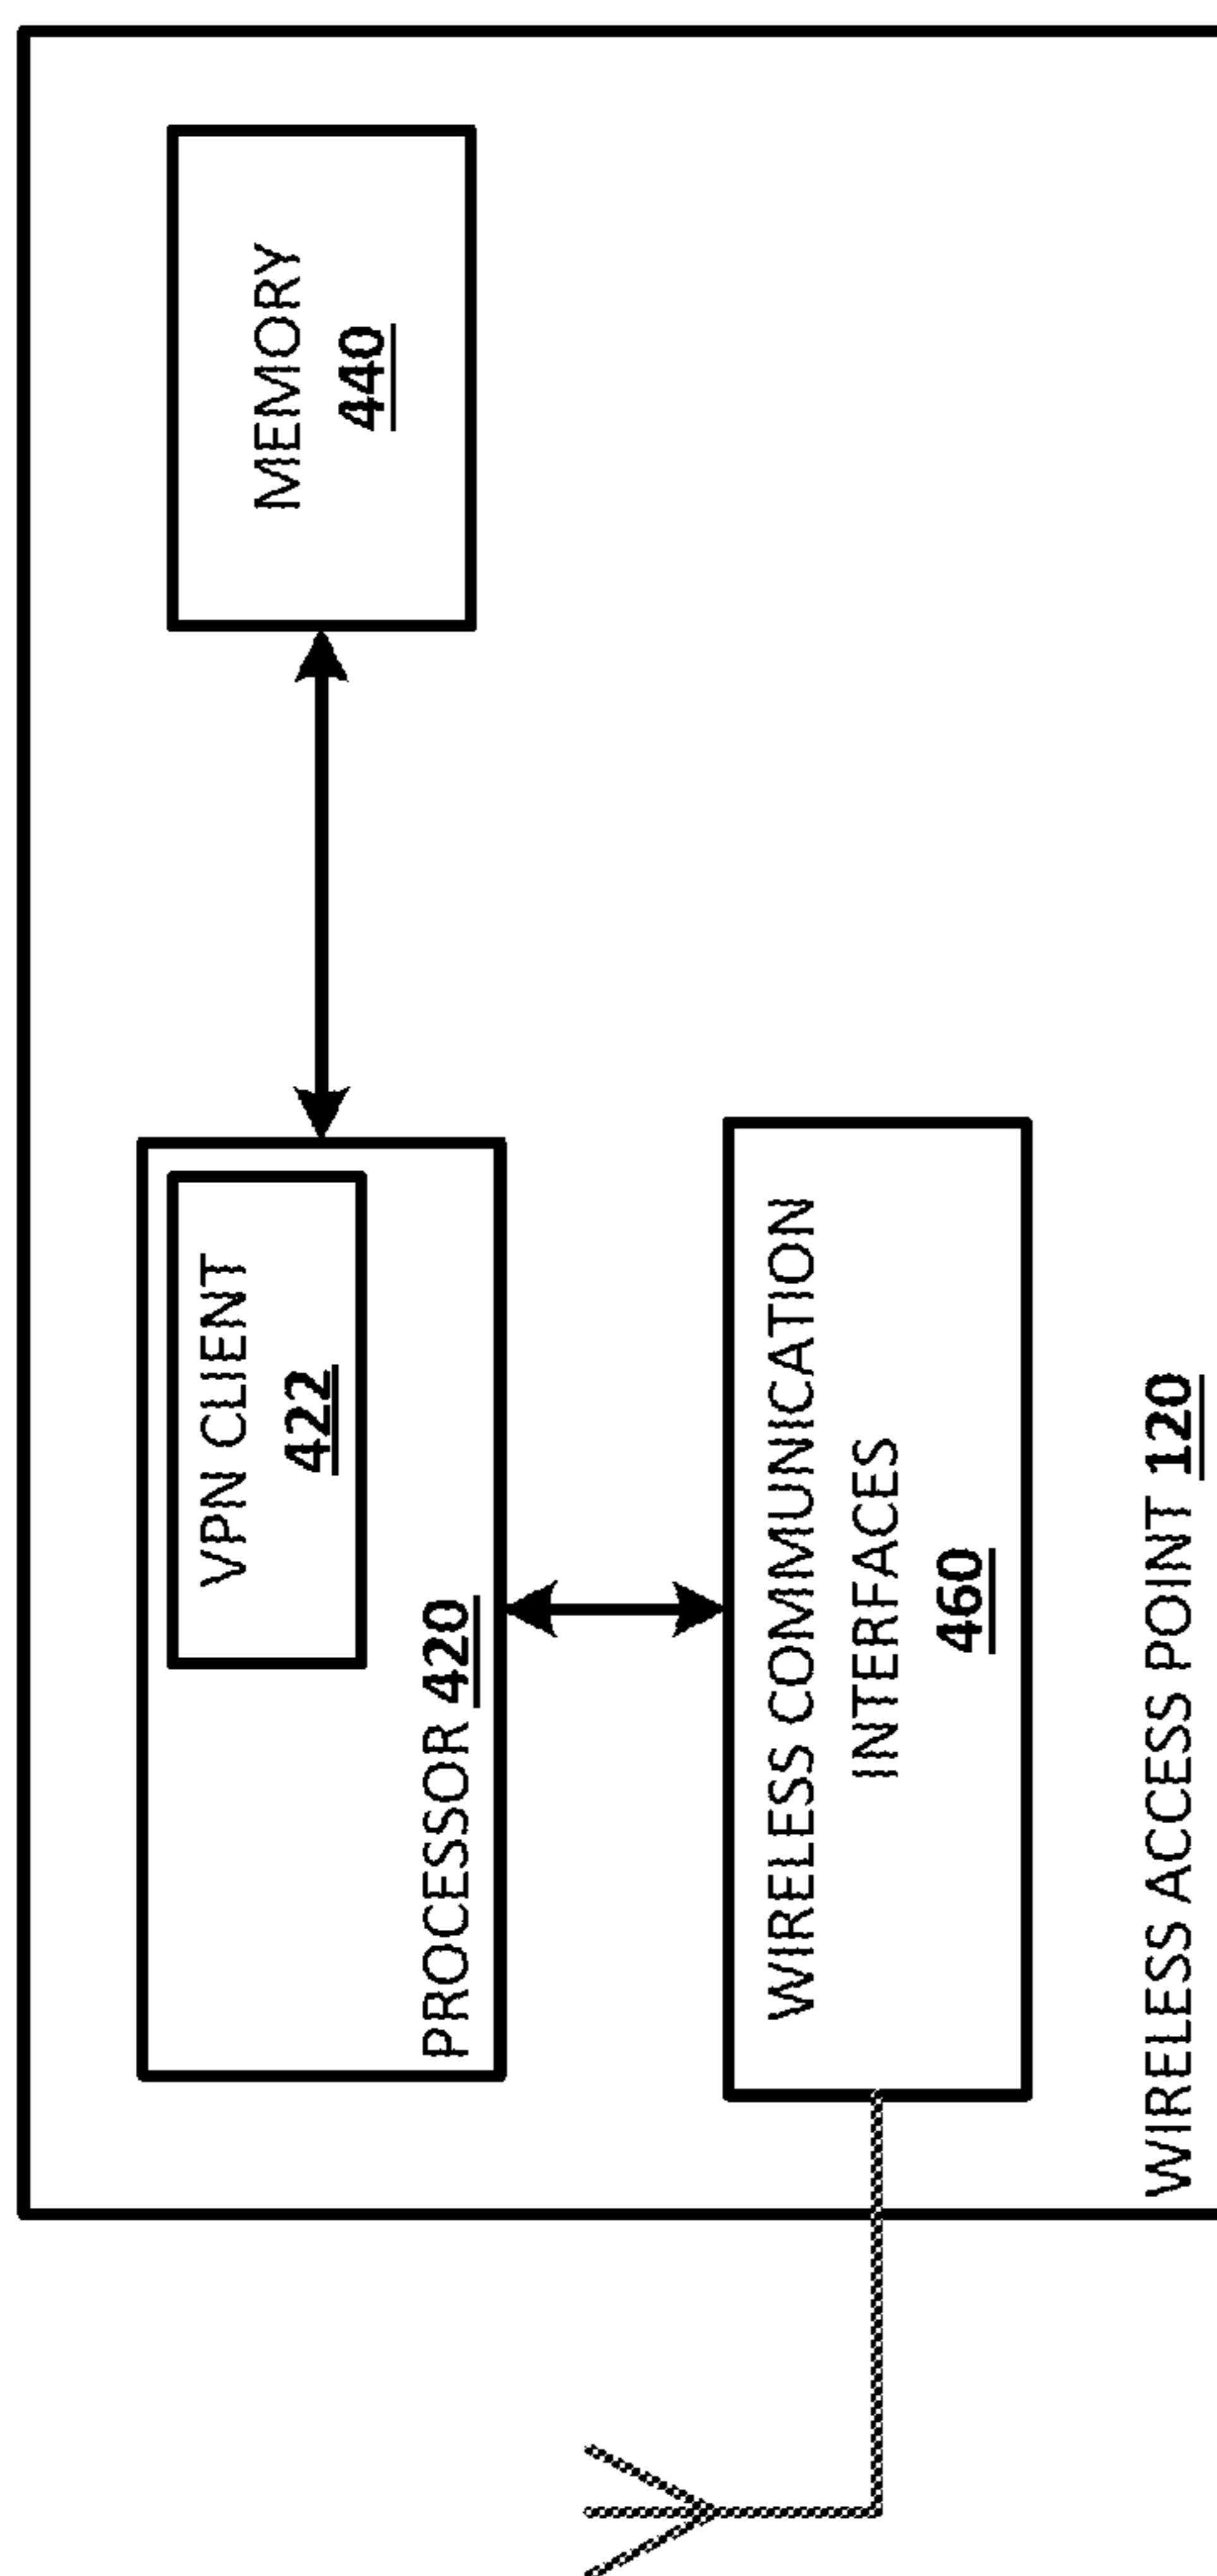 VPN CLIENT
422
PROCESSOR 420
MEMORY
440
WIRELESS COMMUNICATION
INTERFACES
460
WIRELESS ACCESS POINT 120